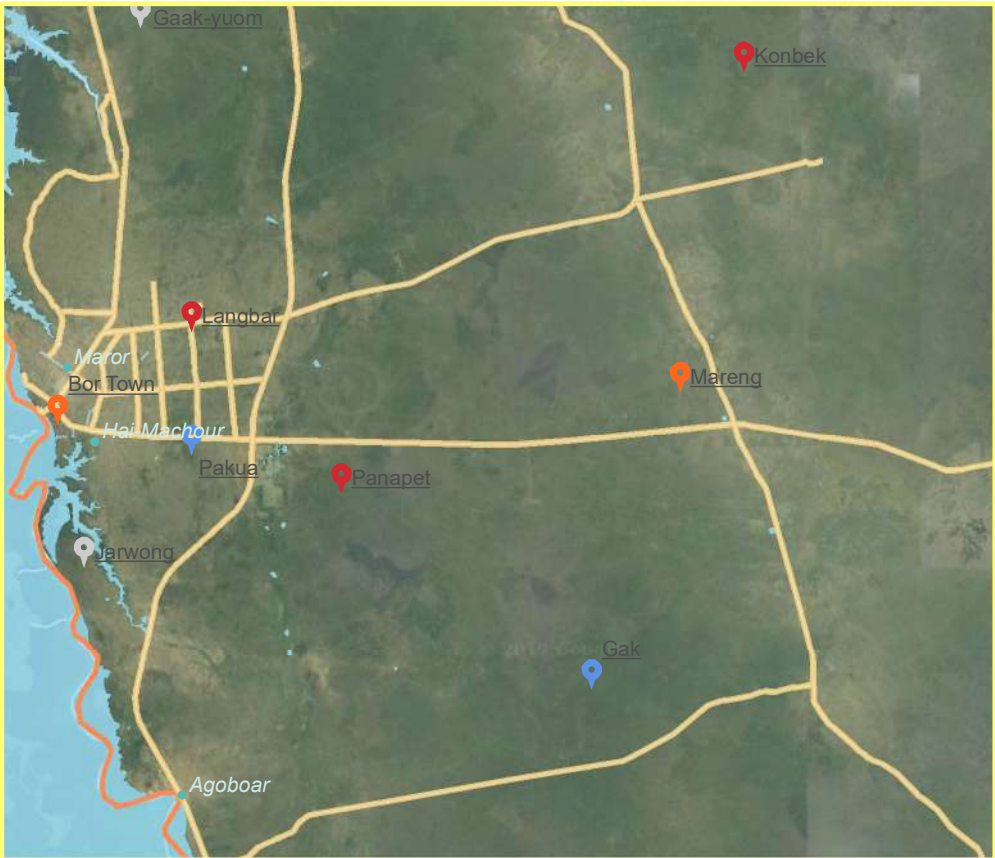 Gaak-yuom
Konbek
Langbar
Maror
Bor Town
Mareng
Hai-Machour
Pakua
Panapet
Jarwong
Gak
Agoboar